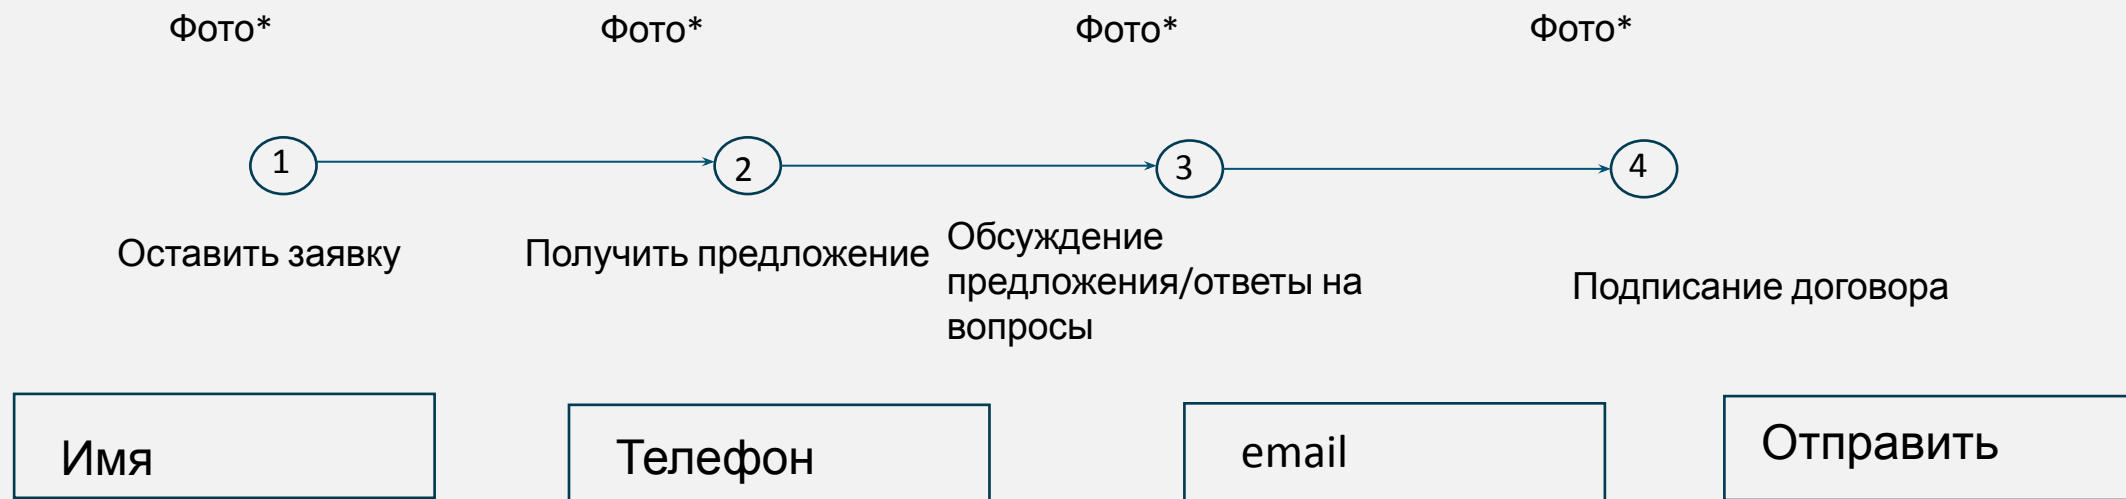 Фото*
Фото*
Фото*
Фото*
1
2
3
4
Оставить заявку
Получить предложение
Обсуждение
предложения/ответы на
вопросы
Подписание договора
Имя
Телефон
email
Отправить